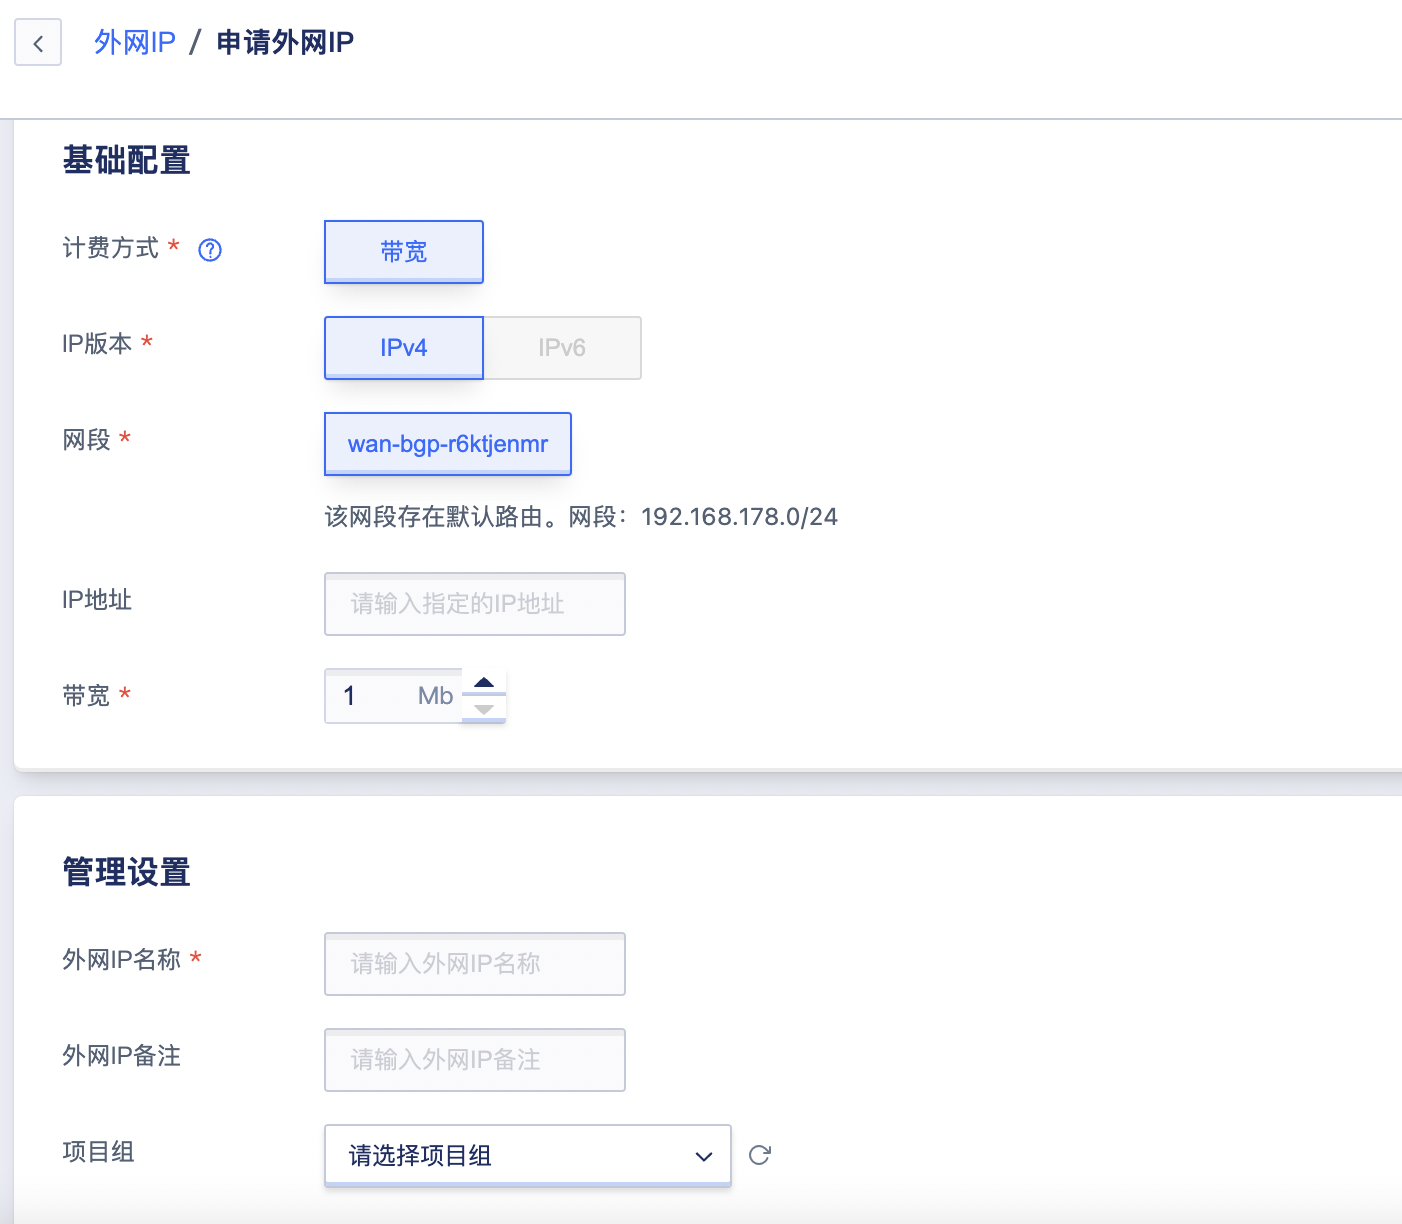 外网IP / 申请外网IP
基础配置
计费方式 * ?
带宽
IP版本 *
IPv4 IPv6
网段 *
wan-bgp-r6ktjenmr
该网段存在默认路由。网段：192.168.178.0/24
IP地址
请输入指定的IP地址
带宽 *
1 Mb
管理设置
外网IP名称 *
请输入外网IP名称
外网IP备注
请输入外网IP备注
项目组
请选择项目组